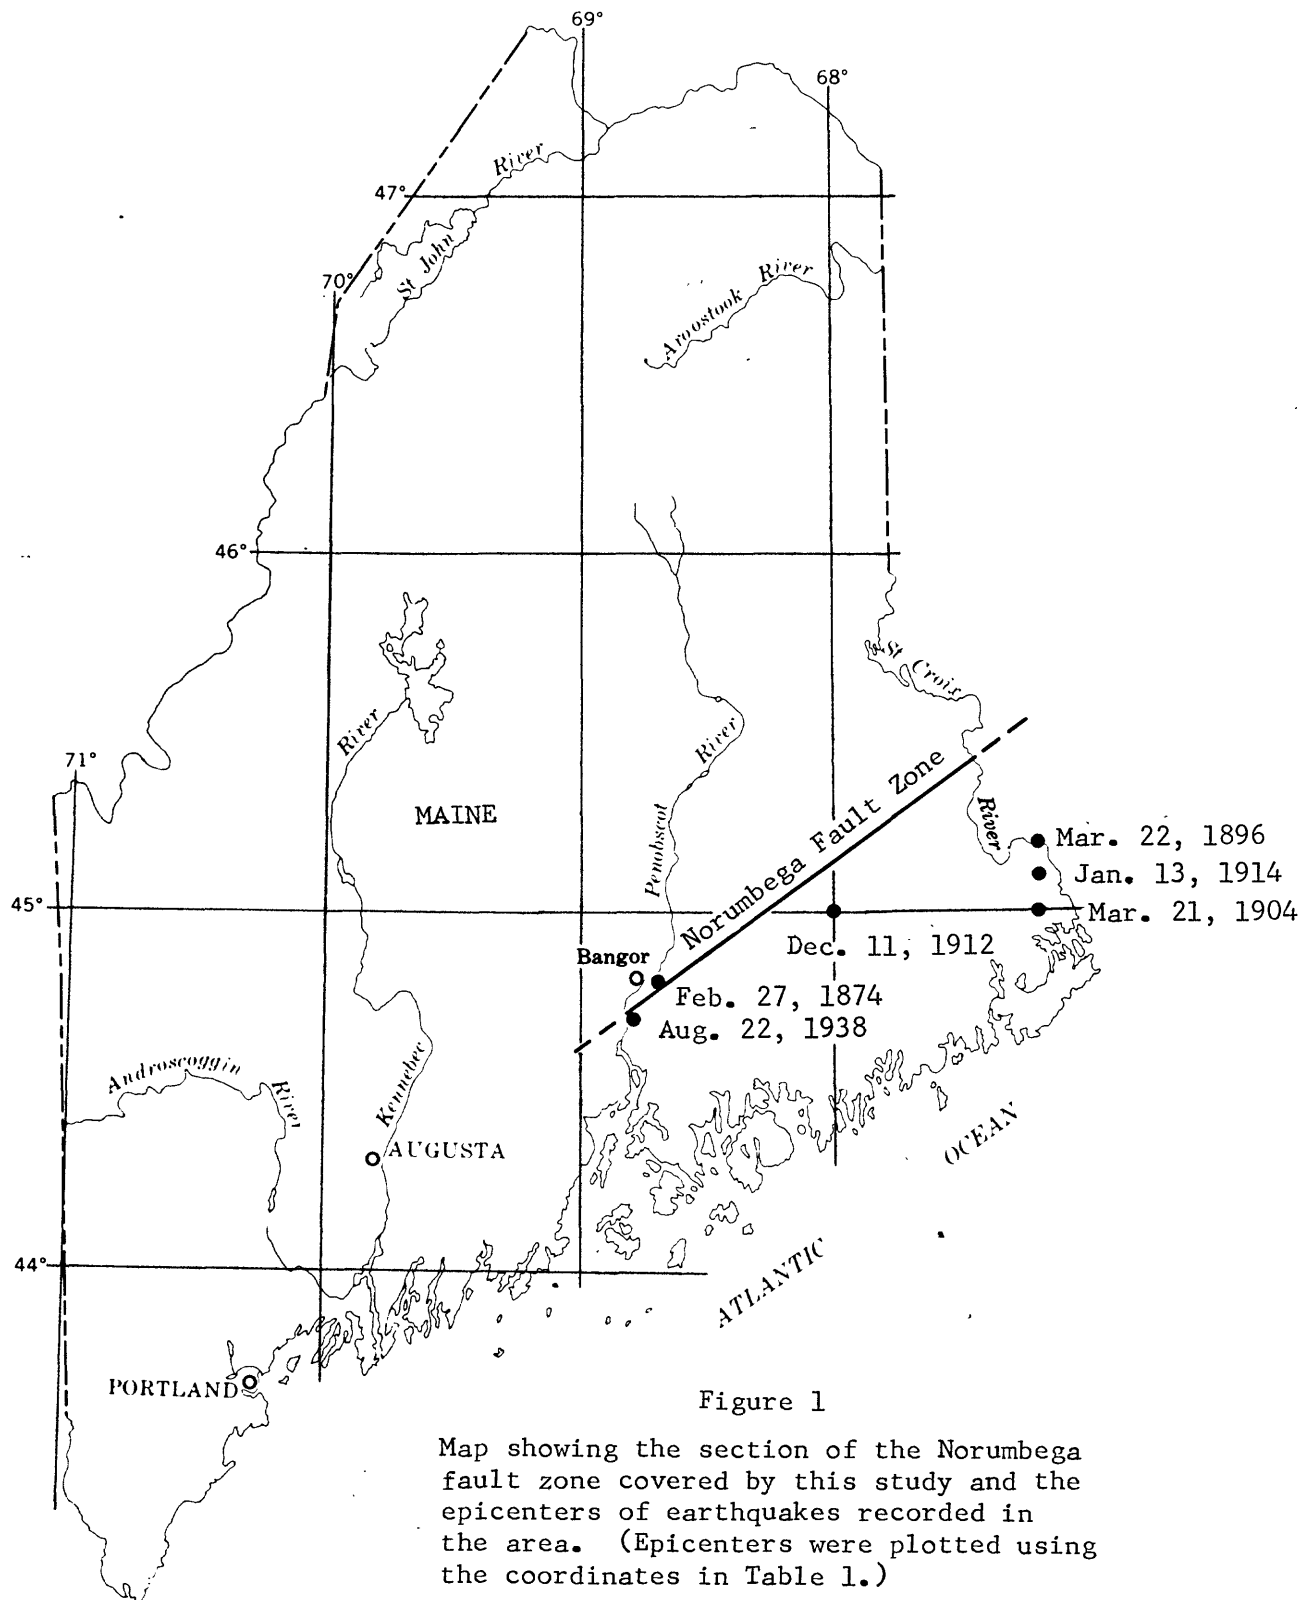 69°
68°
River
47°
St John
70°
River
Aroostook
46°
St Croix
River
River
71°
Norumbega Fault Zone
MAINE
River
Penobscot
Mar. 22, 1896
Jan. 13, 1914
45°
Mar. 21, 1904
Dec. 11, 1912
Bangor
Feb. 27, 1874
Aug. 22, 1938
Androscoggin
River
Kennebec
AUGUSTA
OCEAN
44°
ATLANTIC
PORTLAND
Figure 1
Map showing the section of the Norumbega
fault zone covered by this study and the
epicenters of earthquakes recorded in
the area. (Epicenters were plotted using
the coordinates in Table 1.)